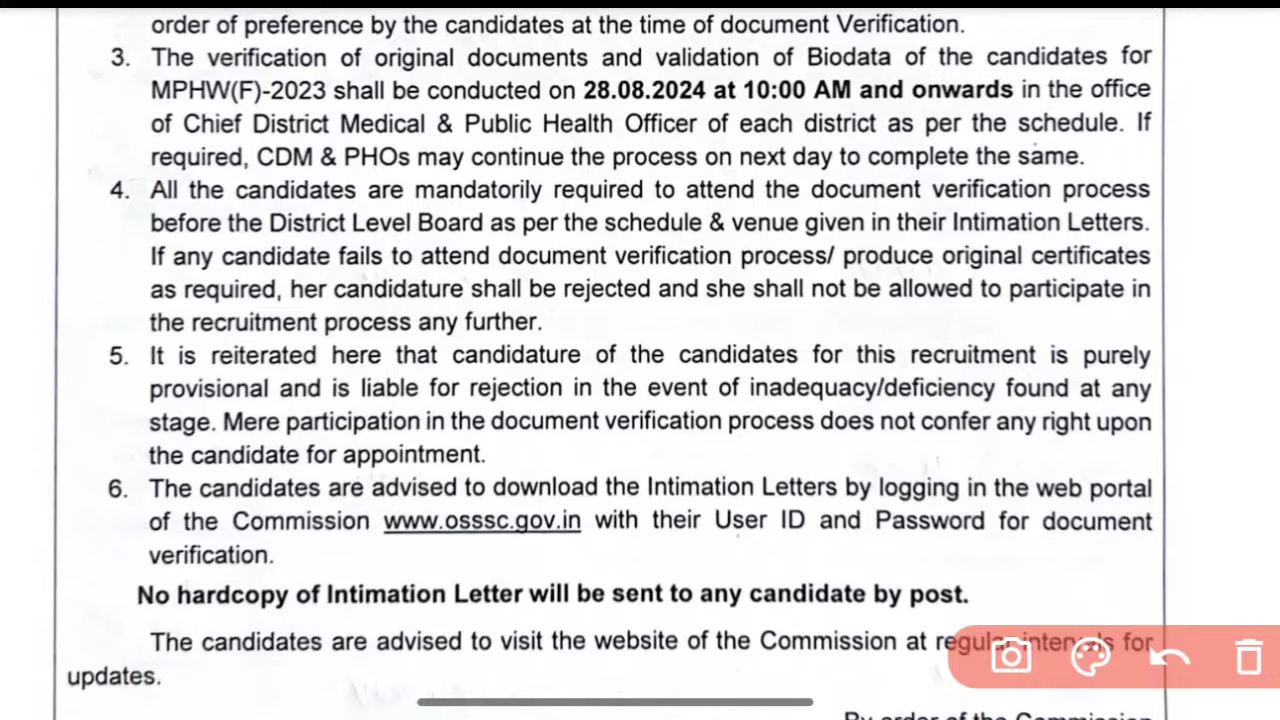 order of preference by the candidates at the time of document Verification.
3. The verification of original documents and validation of Biodata of the candidates for
MPHW(F)-2023 shall be conducted on 28.08.2024 at 10:00 AM and onwards in the office
of Chief District Medical & Public Health Officer of each district as per the schedule. If
required, CDM & PHOs may continue the process on next day to complete the same.
4. All the candidates are mandatorily required to attend the document verification process
before the District Level Board as per the schedule & venue given in their Intimation Letters.
If any candidate fails to attend document verification process/ produce original certificates
as required, her candidature shall be rejected and she shall not be allowed to participate in
the recruitment process any further.
5. It is reiterated here that candidature of the candidates for this recruitment is purely
provisional and is liable for rejection in the event of inadequacy/deficiency found at any
stage. Mere participation in the document verification process does not confer any right upon
the candidate for appointment.
6. The candidates are advised to download the Intimation Letters by logging in the web portal
of the Commission www.osssc.gov.in with their User ID and Password for document
verification.
No hardcopy of Intimation Letter will be sent to any candidate by post.
The candidates are advised to visit the website of the Commission at regular intervals for
updates.
By order of the Commission